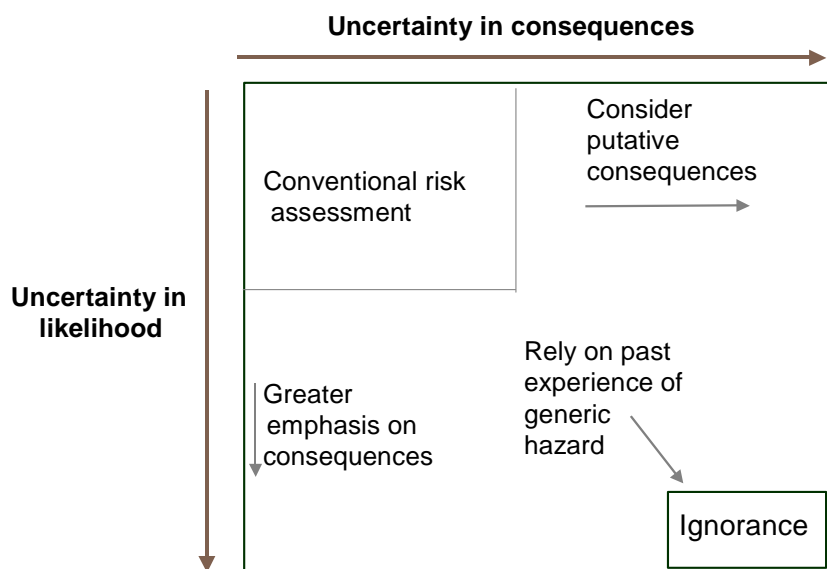 Uncertainty in consequences
Consider
putative
consequences
Conventional risk
assessment
Uncertainty in
likelihood
Rely on past
experience of
generic
hazard
Greater
emphasis on
consequences
Ignorance